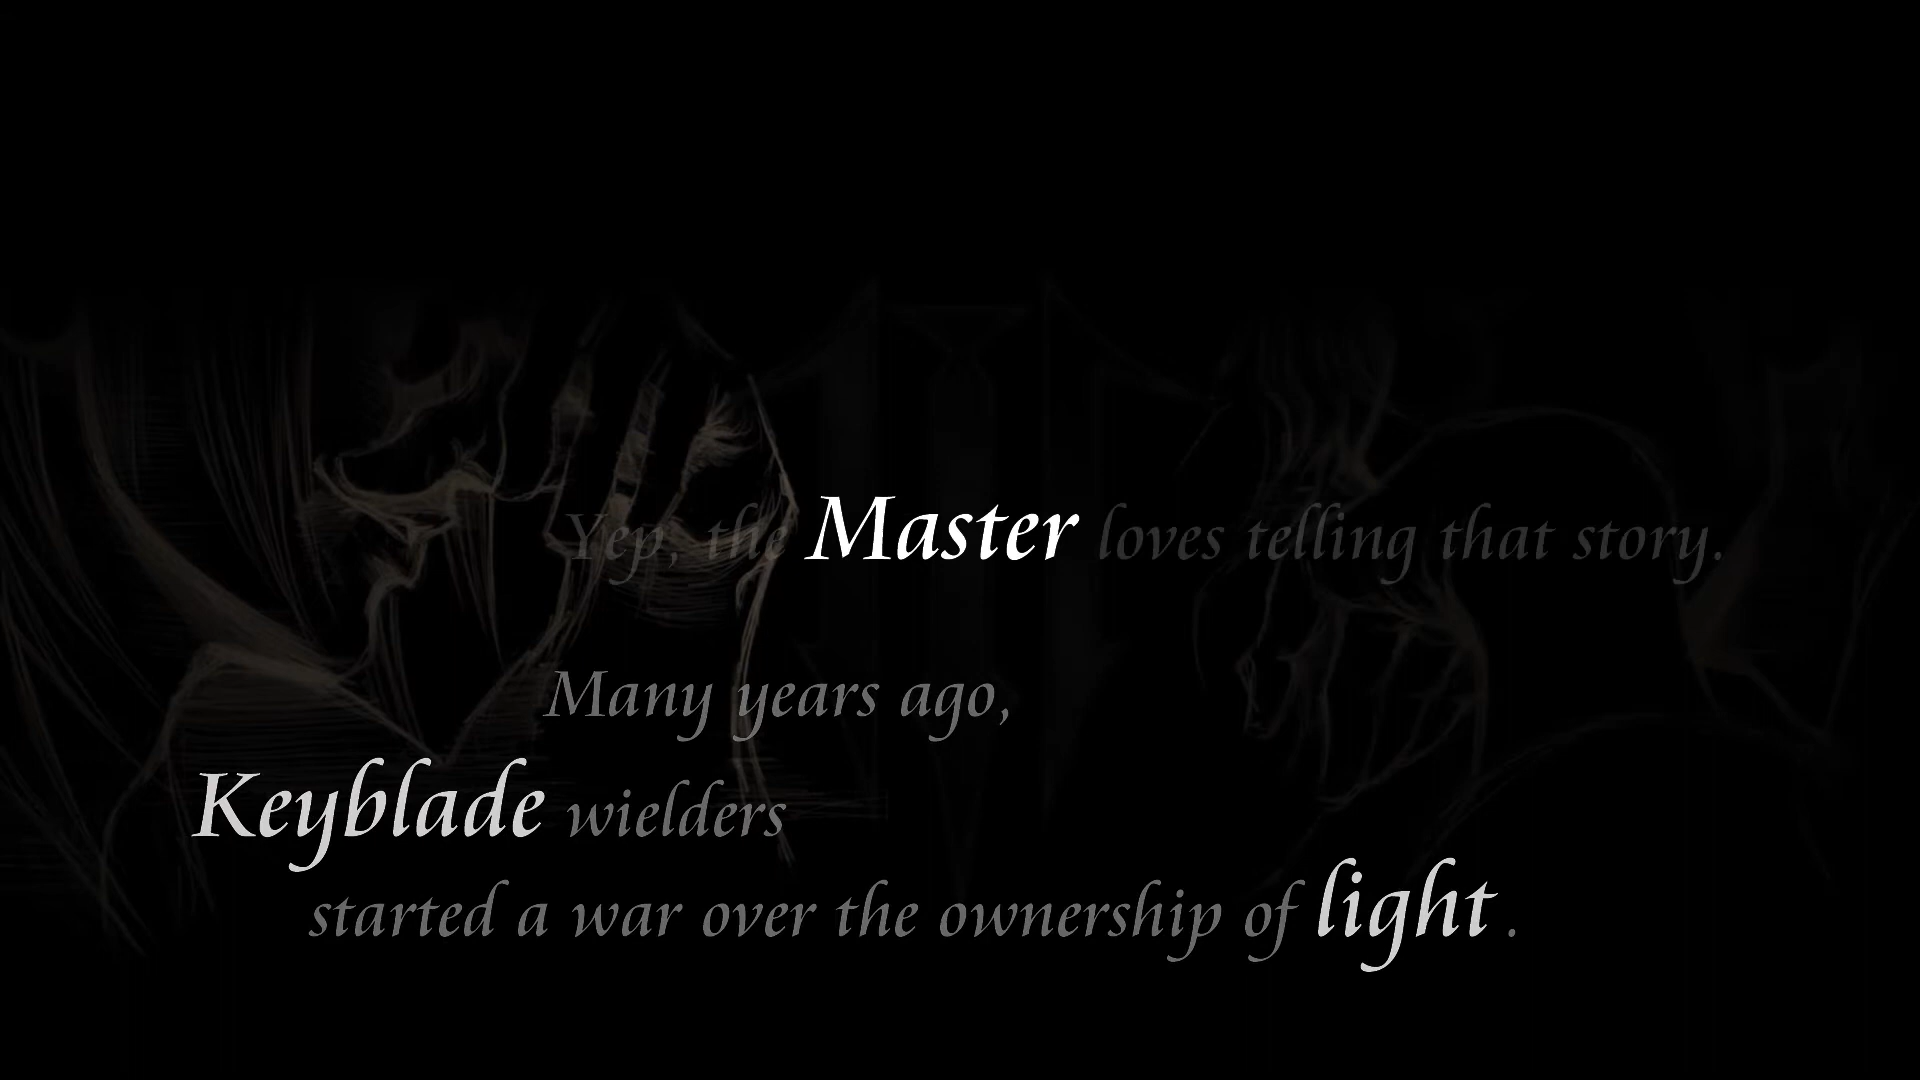 Yep, the Master loves telling that story.
Many years ago,
Keyblade wielders
started a war over the ownership of light.